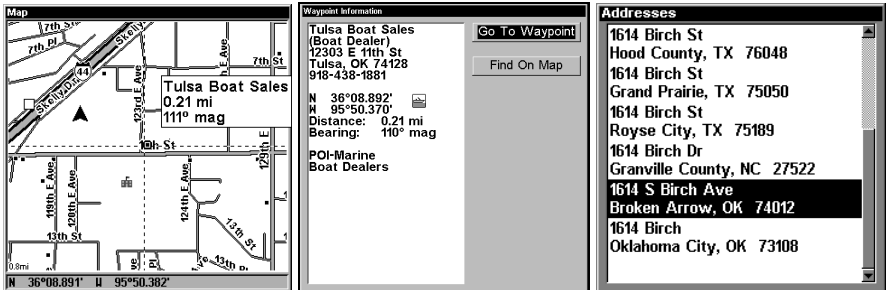 Map
7th Pl
Skelly
7th
7th S
44
Tulsa Boat Sales
0.21 mi
111° mag
Skelly Dr
123rd E Ave
129th E
119th E Ave
120th E Ave
124th E Ave
13th St
13th St
13th
0.8mi
N 36°08.891' W 95°50.382'
Waypoint Information
Tulsa Boat Sales
(Boat Dealer)
12303 E 11th St
Tulsa, OK 74128
918-438-1881
N 36°08.892'
W 95°50.370'
Distance: 0.21 mi
Bearing: 110° mag
POI-Marine
Boat Dealers
Go To Waypoint
Find On Map
Addresses
1614 Birch St
Hood County, TX 76048
1614 Birch St
Grand Prairie, TX 75050
1614 Birch St
Royse City, TX 75189
1614 Birch Dr
Granville County, NC 27522
1614 S Birch Ave
Broken Arrow, OK 74012
1614 Birch
Oklahoma City, OK 73108